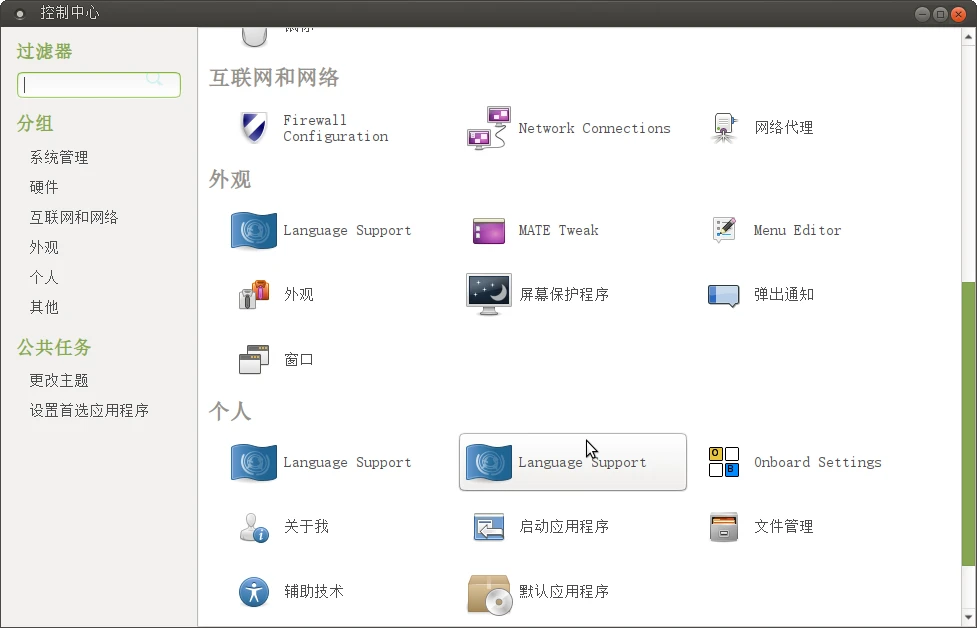 控制中心
过滤器
分组
系统管理
硬件
互联网和网络
外观
个人
其他
公共任务
更改主题
设置首选应用程序
互联网和网络
Firewall
Configuration
Network Connections
网络代理
外观
Language Support
MATE Tweak
Menu Editor
外观
屏幕保护程序
弹出通知
窗口
个人
Language Support
Language Support
Onboard Settings
关于我
启动应用程序
文件管理
辅助技术
默认应用程序